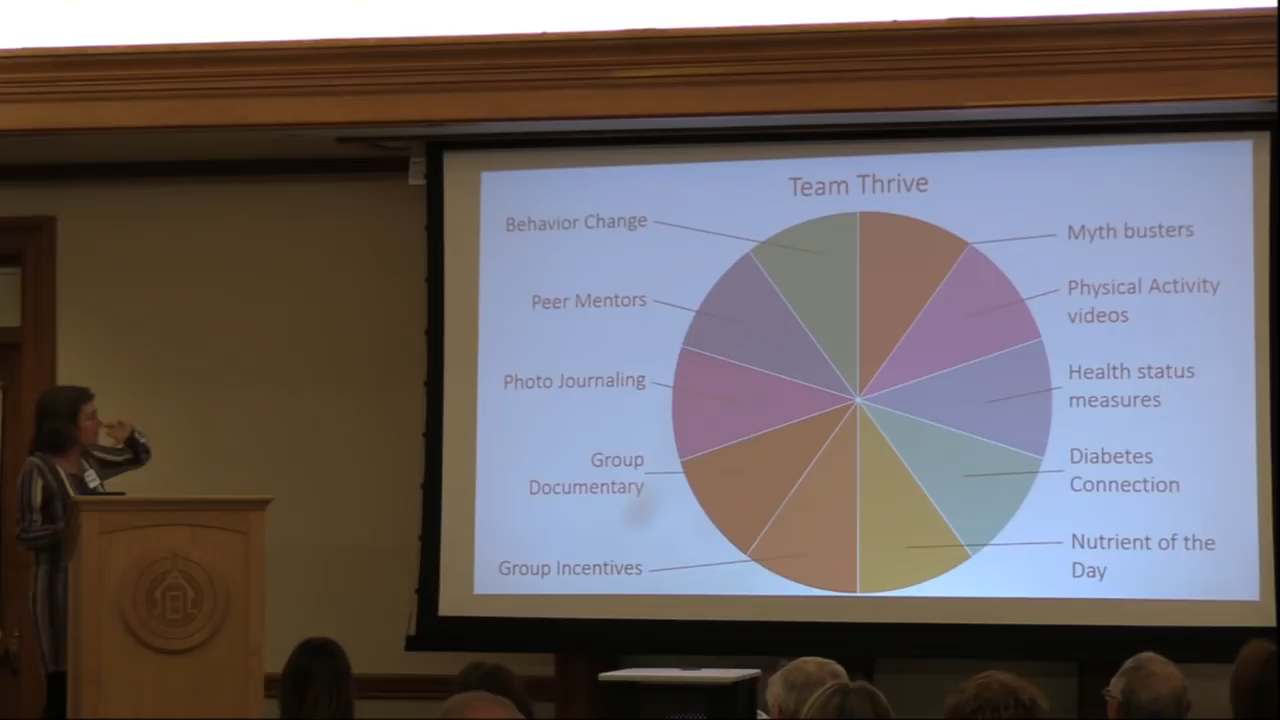 Team Thrive
Behavior Change
Myth busters
Peer Mentors
Physical Activity
videos
Photo Journaling
Health status
measures
Group
Documentary
Diabetes
Connection
Group Incentives
Nutrient of the
Day